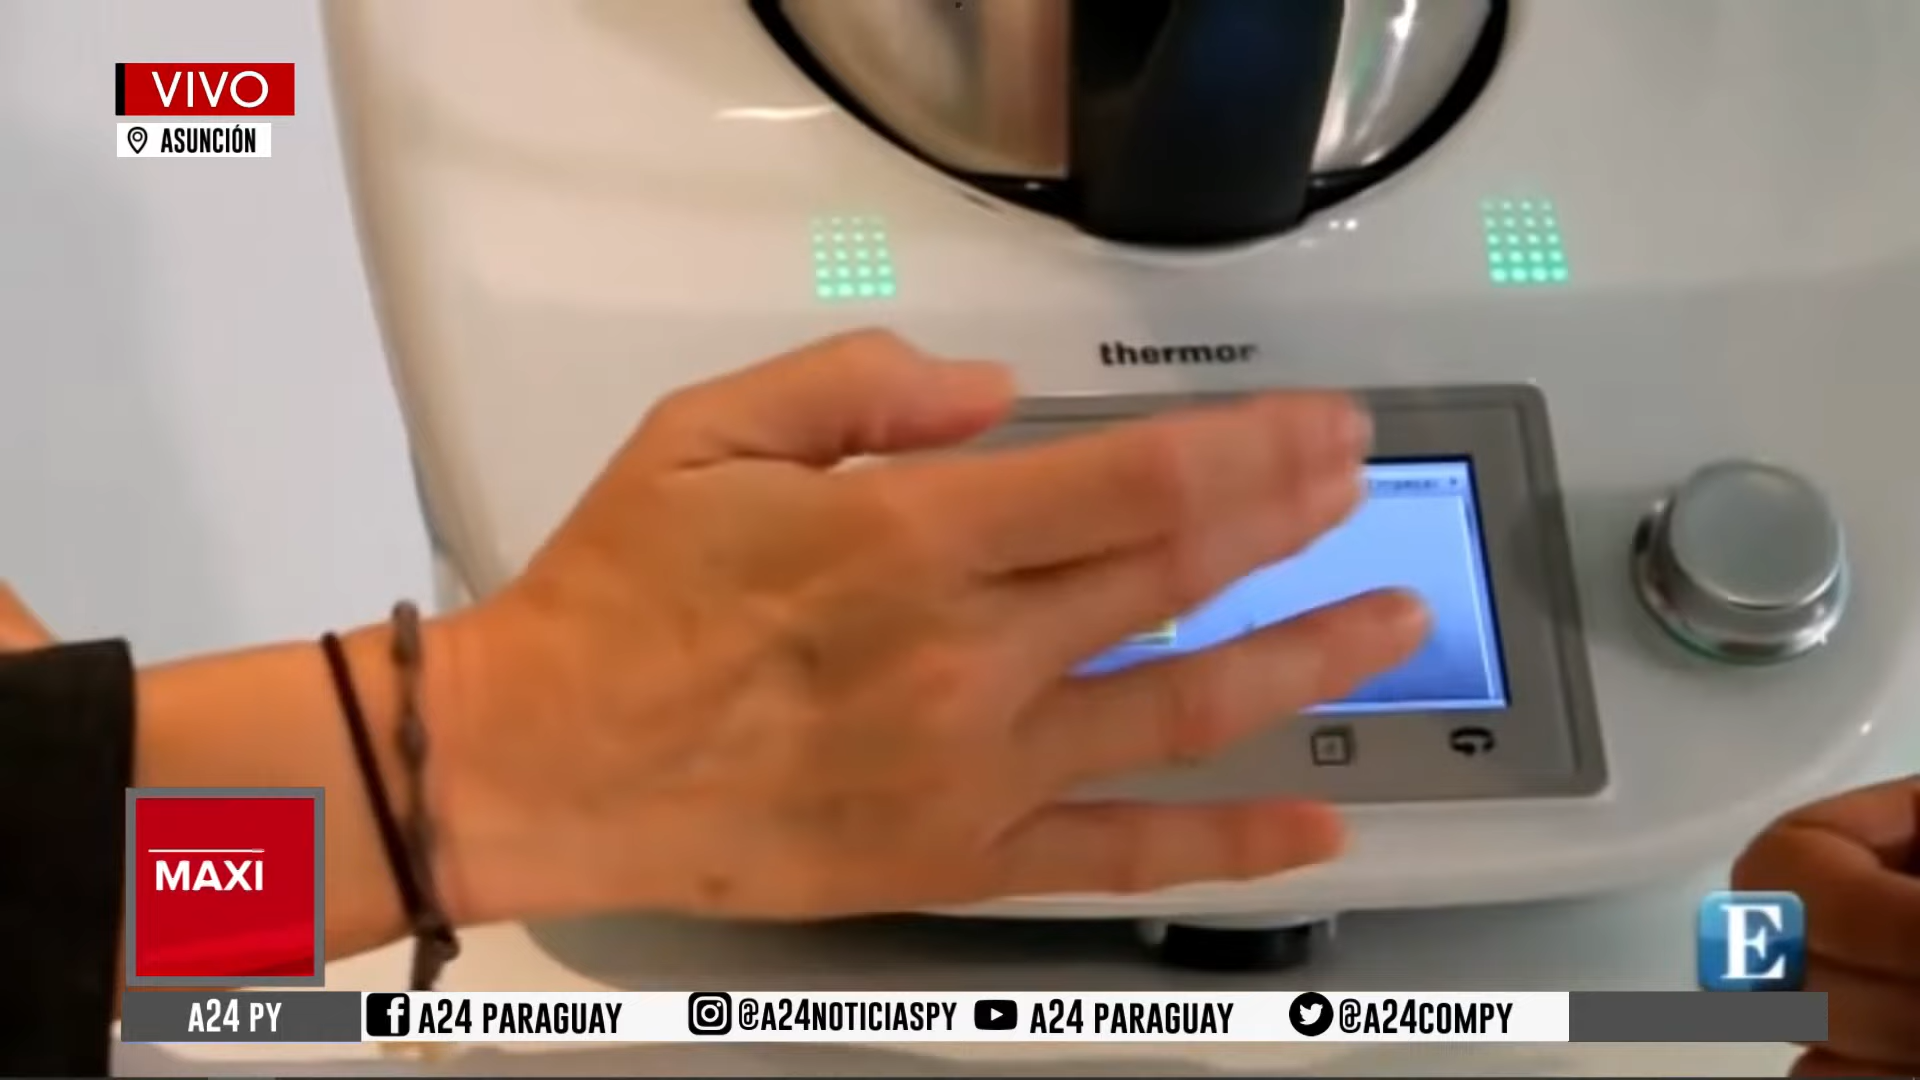 VIVO
ASUNCIÓN
thermor
MAXI
E
A24 PY
A24 PARAGUAY
@A24NOTICIASPY
A24 PARAGUAY
@A24COMPY